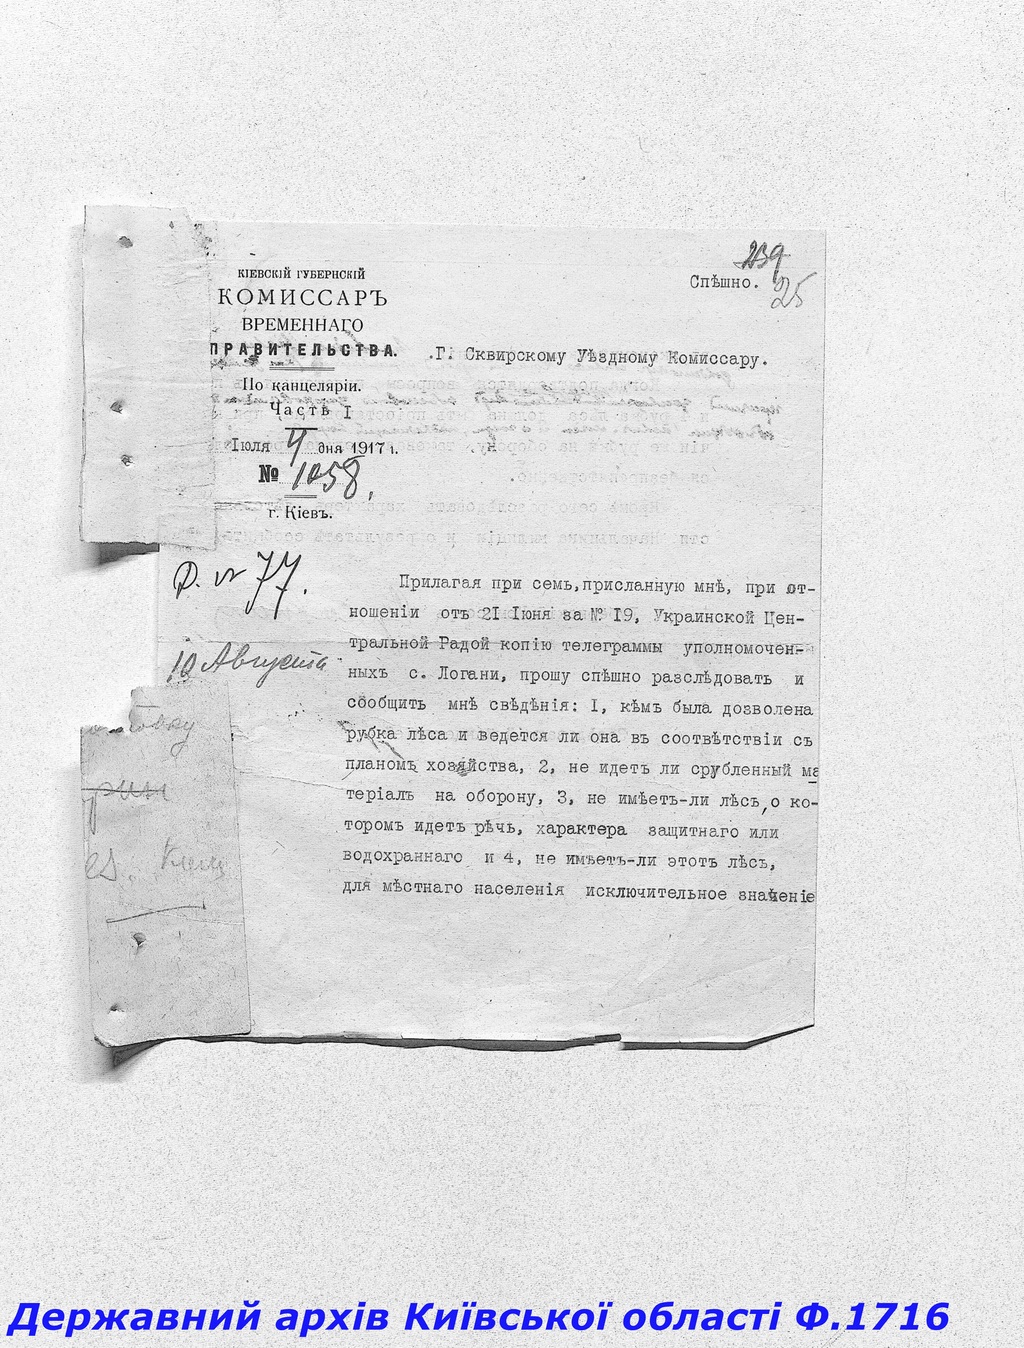 239
Спѣшно.
25
КІЕВСКІЙ ГУБЕРНСКІЙ
КОМИССАРЪ
ВРЕМЕННАГО
ПРАВИТЕЛЬСТВА.
.Г. Сквирскому Уѣздному Комиссару.
По канцеляріи.
Часть I
Іюля 4 дня 1917 г.
№ 1058.
г. Кіевъ.
Р. № 77.
10 Августа
Прилагая при семь,присланную мнѣ, при от-
ношеніи отъ 2I Іюня за № I9, Украинской Цен-
тральной Радой копію телеграммы уполномочен-
ныхъ с. Логани, прошу спѣшно разслѣдовать и
сообщить мнѣ свѣдѣнія: I, кѣмъ была дозволена
рубка лѣса и ведется ли она въ соотвѣтствіи съ
планомъ хозяйства, 2, не идетъ ли срубленный ма
теріалъ на оборону, 3, не имѣетъ-ли лѣсъ,о ко-
торомъ идетъ рѣчь, характера защитнаго или
водохраннаго и 4, не имѣетъ-ли этотъ лѣсъ,
для мѣстнаго населенія исключительное значеніе
Державний архів Київської області Ф.1716